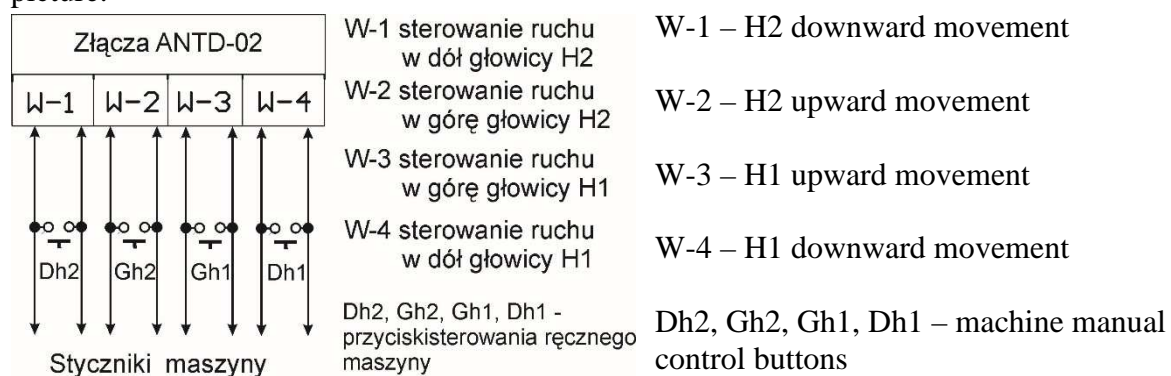 picture.
Złącza ANTD-02
W-1 W-2 W-3 W-4
Dh2 Gh2 Gh1 Dh1
Styczniki maszyny
W-1 sterowanie ruchu
w dół głowicy H2
W-2 sterowanie ruchu
w górę głowicy H2
W-3 sterowanie ruchu
w górę głowicy H1
W-4 sterowanie ruchu
w dół głowicy H1
Dh2, Gh2, Gh1, Dh1 -
przyciskisterowania ręcznego
maszyny
W-1 – H2 downward movement
W-2 – H2 upward movement
W-3 – H1 upward movement
W-4 – H1 downward movement
Dh2, Gh2, Gh1, Dh1 – machine manual
control buttons